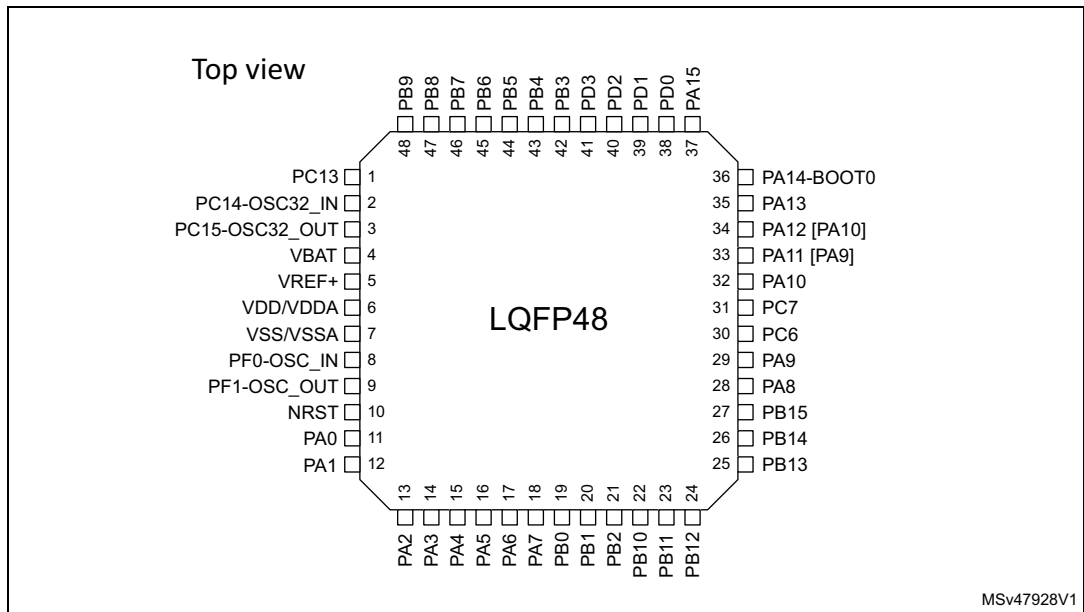 Top view
PB9
PB8
PB7
PB6
PB5
PB4
PB3
PD3
PD2
PD1
PD0
PA15
48
47
46
45
44
43
42
41
40
39
38
37
PC13 1
PC14-OSC32_IN 2
PC15-OSC32_OUT 3
VBAT 4
VREF+ 5
VDD/VDDA 6
VSS/VSSA 7
PF0-OSC_IN 8
PF1-OSC_OUT 9
NRST 10
PA0 11
PA1 12
LQFP48
36 PA14-BOOT0
35 PA13
34 PA12 [PA10]
33 PA11 [PA9]
32 PA10
31 PC7
30 PC6
29 PA9
28 PA8
27 PB15
26 PB14
25 PB13
13
14
15
16
17
18
19
20
21
22
23
24
PA2
PA3
PA4
PA5
PA6
PA7
PB0
PB1
PB2
PB10
PB11
PB12
MSv47928V1